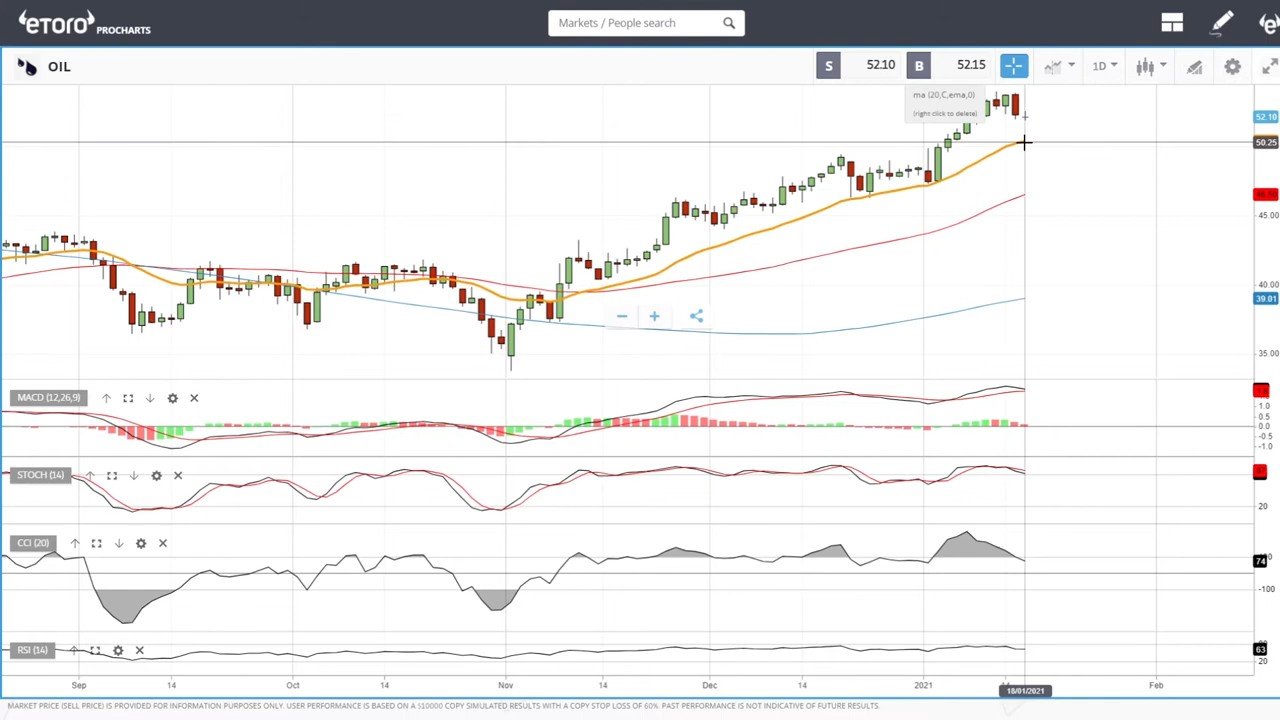 eTORO PROCHARTS
Markets / People search
OIL
S 52.10 B 52.15
1D
ma (20,C,ema,0)
(right click to delete)
52.10
50.25
45.00
40.00
39.01
35.00
MACD (12,26,9)
1.0
0.5
0.0
-0.5
-1.0
STOCH (14)
20
CCI (20)
74
-100
RSI (14)
63
20
Sep 14 Oct 14 Nov 14 Dec 14 2021 Feb
18/01/2021
MARKET PRICE (SELL PRICE) IS PROVIDED FOR INFORMATION PURPOSES ONLY. USER PERFORMANCE IS BASED ON A $10000 COPY SIMULATED RESULTS WITH A COPY STOP LOSS OF 60%. PAST PERFORMANCE IS NOT INDICATIVE OF FUTURE RESULTS.